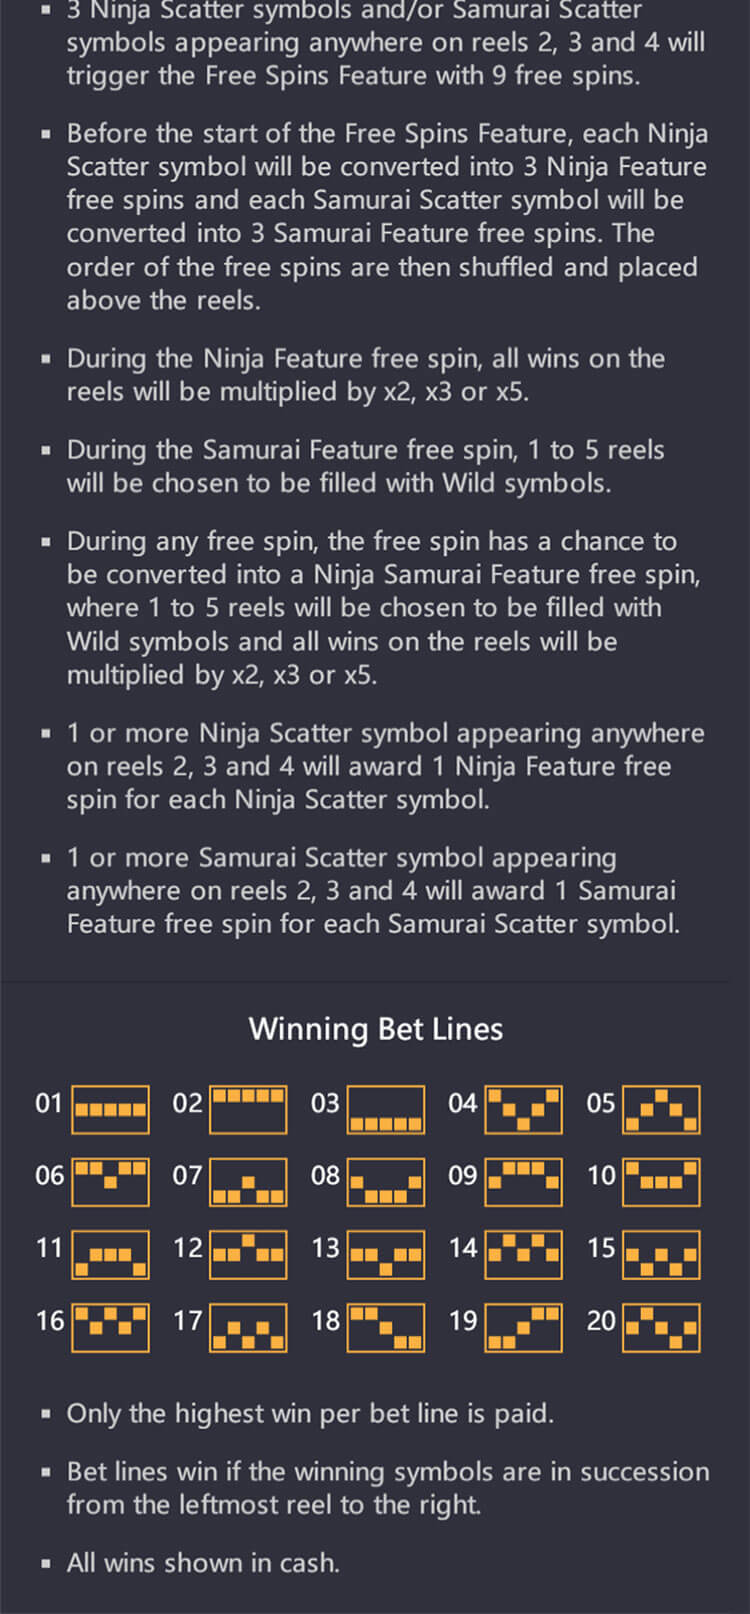 ▪ 3 Ninja Scatter symbols and/or Samurai Scatter
symbols appearing anywhere on reels 2, 3 and 4 will
trigger the Free Spins Feature with 9 free spins.
▪ Before the start of the Free Spins Feature, each Ninja
Scatter symbol will be converted into 3 Ninja Feature
free spins and each Samurai Scatter symbol will be
converted into 3 Samurai Feature free spins. The
order of the free spins are then shuffled and placed
above the reels.
▪ During the Ninja Feature free spin, all wins on the
reels will be multiplied by x2, x3 or x5.
▪ During the Samurai Feature free spin, 1 to 5 reels
will be chosen to be filled with Wild symbols.
▪ During any free spin, the free spin has a chance to
be converted into a Ninja Samurai Feature free spin,
where 1 to 5 reels will be chosen to be filled with
Wild symbols and all wins on the reels will be
multiplied by x2, x3 or x5.
▪ 1 or more Ninja Scatter symbol appearing anywhere
on reels 2, 3 and 4 will award 1 Ninja Feature free
spin for each Ninja Scatter symbol.
▪ 1 or more Samurai Scatter symbol appearing
anywhere on reels 2, 3 and 4 will award 1 Samurai
Feature free spin for each Samurai Scatter symbol.
Winning Bet Lines
01 02 03 04 05
06 07 08 09 10
11 12 13 14 15
16 17 18 19 20
▪ Only the highest win per bet line is paid.
▪ Bet lines win if the winning symbols are in succession
from the leftmost reel to the right.
▪ All wins shown in cash.